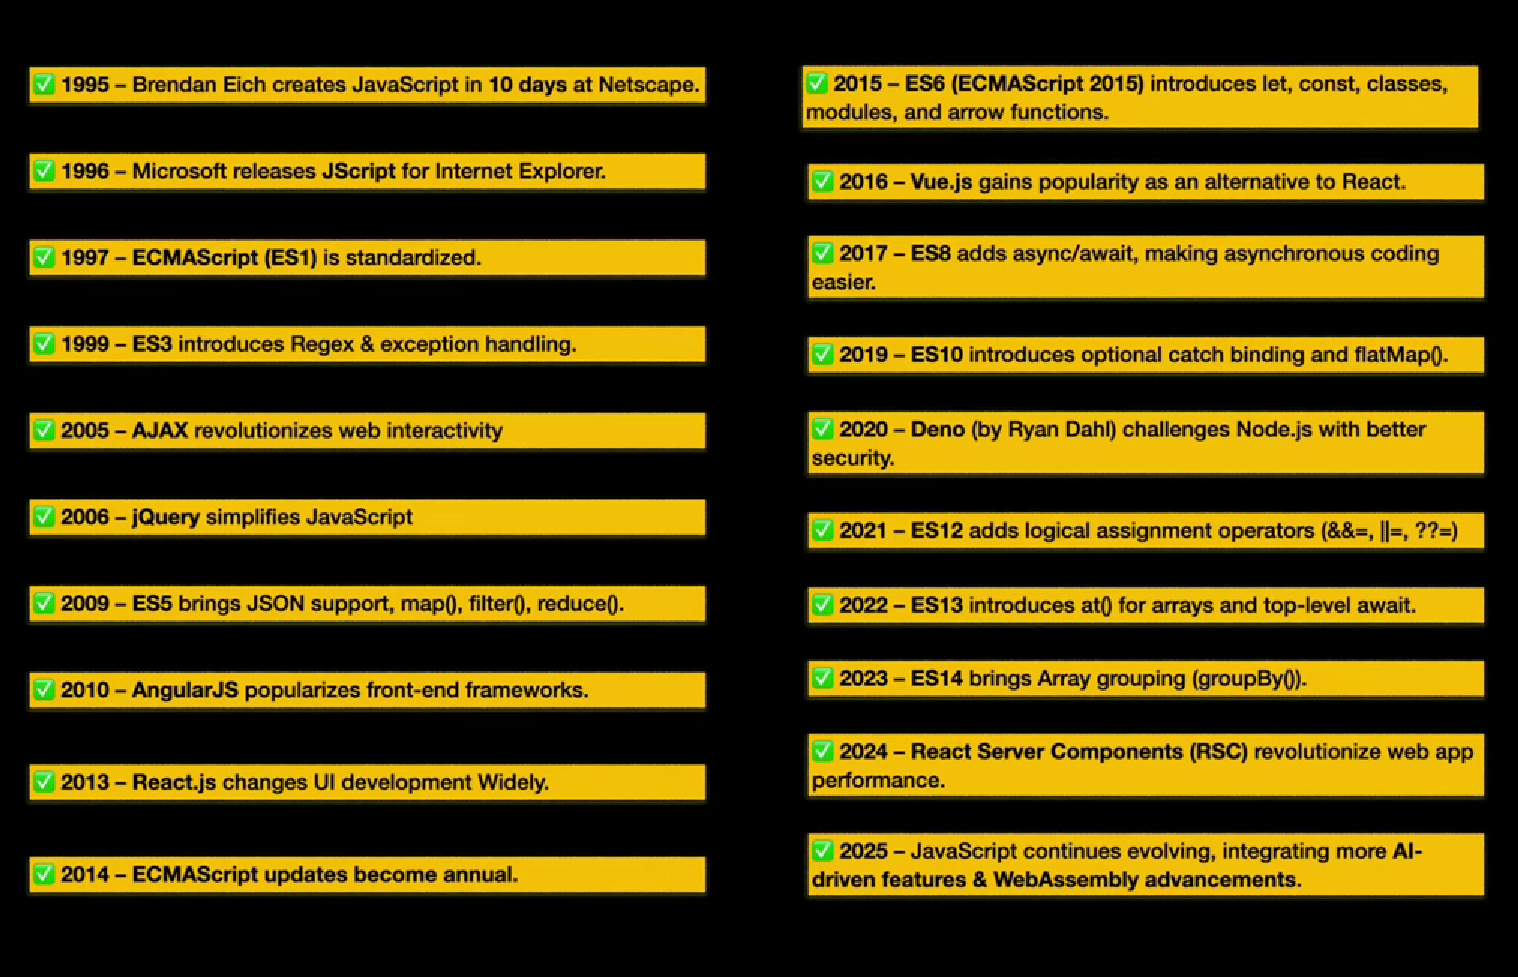 ✅ 1995 – Brendan Eich creates JavaScript in 10 days at Netscape.
✅ 1996 – Microsoft releases JScript for Internet Explorer.
✅ 1997 – ECMAScript (ES1) is standardized.
✅ 1999 – ES3 introduces Regex & exception handling.
✅ 2005 – AJAX revolutionizes web interactivity
✅ 2006 – jQuery simplifies JavaScript
✅ 2009 – ES5 brings JSON support, map(), filter(), reduce().
✅ 2010 – AngularJS popularizes front-end frameworks.
✅ 2013 – React.js changes UI development Widely.
✅ 2014 – ECMAScript updates become annual.
✅ 2015 – ES6 (ECMAScript 2015) introduces let, const, classes,
modules, and arrow functions.
✅ 2016 – Vue.js gains popularity as an alternative to React.
✅ 2017 – ES8 adds async/await, making asynchronous coding
easier.
✅ 2019 – ES10 introduces optional catch binding and flatMap().
✅ 2020 – Deno (by Ryan Dahl) challenges Node.js with better
security.
✅ 2021 – ES12 adds logical assignment operators (&&=, ||=, ??=)
✅ 2022 – ES13 introduces at() for arrays and top-level await.
✅ 2023 – ES14 brings Array grouping (groupBy()).
✅ 2024 – React Server Components (RSC) revolutionize web app
performance.
✅ 2025 – JavaScript continues evolving, integrating more AI-
driven features & WebAssembly advancements.